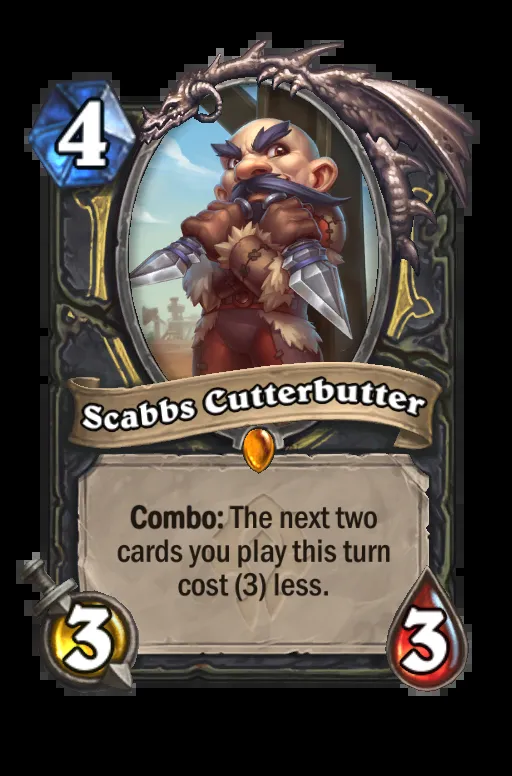 4
Scabbs Cutterbutter
Combo: The next two
cards you play this turn
cost (3) less.
3
3